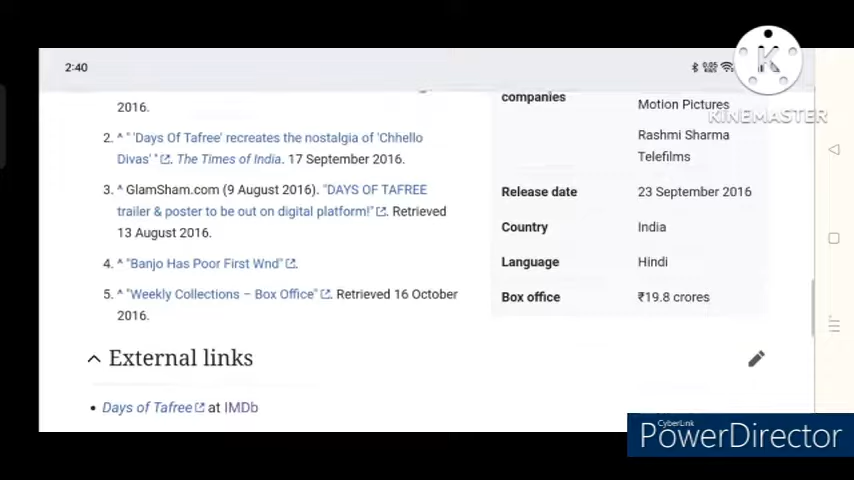 2:40
K
KINEMASTER
2016.
2. ^ " 'Days Of Tafree' recreates the nostalgia of 'Chhello
Divas' ". The Times of India. 17 September 2016.
3. ^ GlamSham.com (9 August 2016). "DAYS OF TAFREE
trailer & poster to be out on digital platform!". Retrieved
13 August 2016.
4. ^ "Banjo Has Poor First Wnd".
5. ^ "Weekly Collections – Box Office". Retrieved 16 October
2016.
companies
Motion Pictures
Rashmi Sharma
Telefilms
Release date 23 September 2016
Country India
Language Hindi
Box office ₹19.8 crores
External links
• Days of Tafree at IMDb
CyberLink
PowerDirector